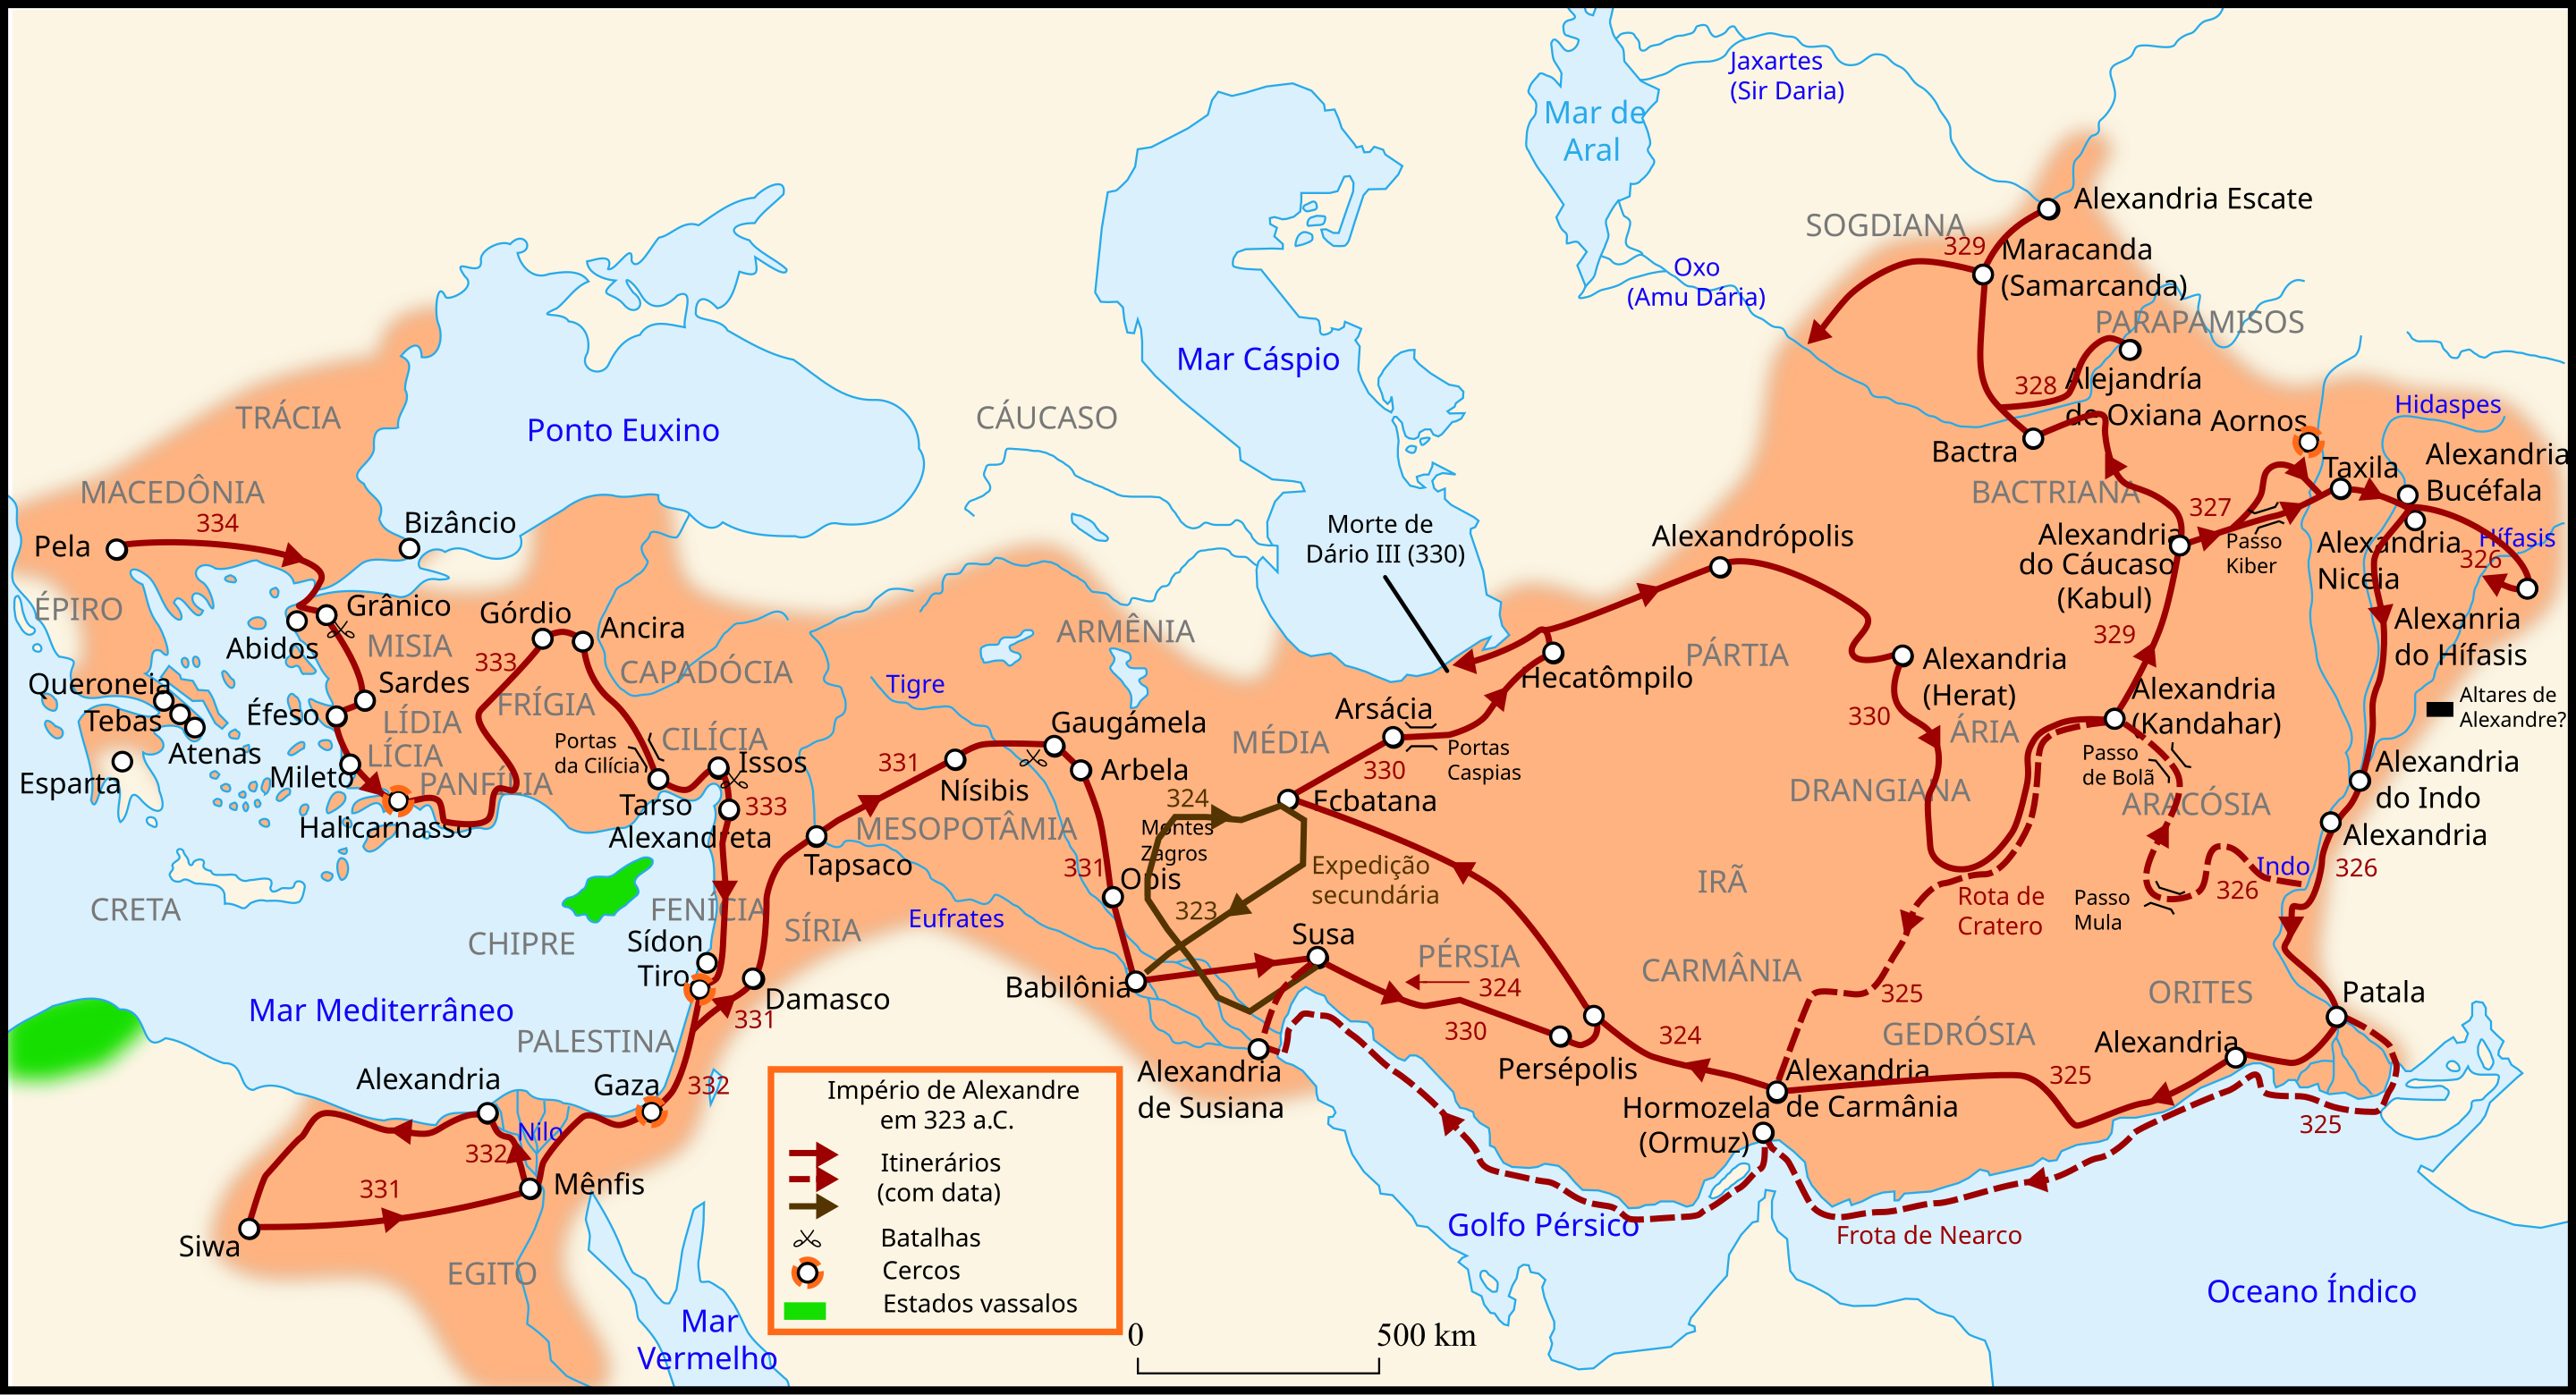 Jaxartes
(Sir Daria)
Mar de
Aral
Alexandria Escate
SOGDIANA
329
Maracanda
(Samarcanda)
Oxo
(Amu Dária)
PARAPAMISOS
Mar Cáspio
328
Alejandría
de Oxiana
Aornos
Hidaspes
TRÁCIA
Ponto Euxino
CÁUCASO
Bactra
Taxila
Alexandria
Bucéfala
MACEDÔNIA
334
BACTRIANA
327
Pela
Bizâncio
Morte de
Dário III (330)
Alexandrópolis
Alexandria
do Cáucaso
(Kabul)
Passo
Kiber
Alexandria
Niceia
Hífasis
326
ÉPIRO
Abidos
Grânico
MISIA
Górdio
Ancira
333
CAPADÓCIA
ARMÊNIA
329
Alexanria
do Hífasis
PÁRTIA
Hecatômpilo
Alexandria
(Herat)
Queroneia
Tebas
Atenas
Esparta
Sardes
Éfeso
LÍDIA
LÍCIA
Mileto
FRÍGIA
PANFÍLIA
Portas
da Cilícia
CILÍCIA
Issos
Tigre
Gaugámela
Arbela
Arsácia
MÉDIA
Portas
Caspias
330
330
ÁRIA
Alexandria
(Kandahar)
Altares de
Alexandre?
Passo
de Bolã
Halicarnasso
Tarso
333
Alexandreta
331
Nísibis
MESOPOTÂMIA
Tapsaco
324
Montes
Zagros
Ecbatana
DRANGIANA
ARACÓSIA
Alexandria
do Indo
Alexandria
331
Opis
Expedição
secundária
IRÃ
Indo
326
326
CRETA
CHIPRE
FENÍCIA
SÍRIA
Eufrates
323
Rota de
Cratero
Passo
Mula
Sídon
Tiro
Susa
PÉRSIA
324
CARMÂNIA
325
ORITES
Patala
Mar Mediterrâneo
Damasco
331
Babilônia
330
324
GEDRÓSIA
Alexandria
PALESTINA
Alexandria
Gaza
332
Alexandria
de Susiana
Persépolis
Alexandria
de Carmânia
325
325
Hormozela
(Ormuz)
Nilo
332
331
Mênfis
Siwa
EGITO
Mar
Vermelho
Golfo Pérsico
Frota de Nearco
Oceano Índico
Império de Alexandre
em 323 a.C.
Itinerários
(com data)
Batalhas
Cercos
Estados vassalos
0
500 km